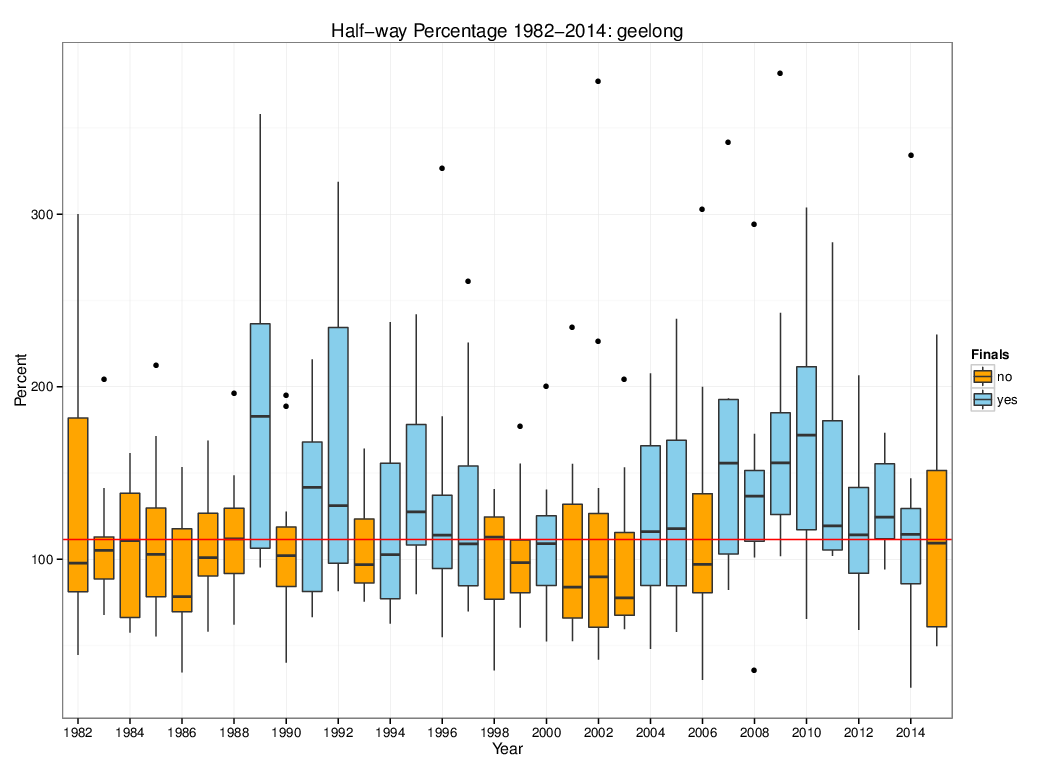 Half−way Percentage 1982−2014: geelong
300
200
100
Percent
1982 1984 1986 1988 1990 1992 1994 1996 1998 2000 2002 2004 2006 2008 2010 2012 2014
Year
Finals
no
yes